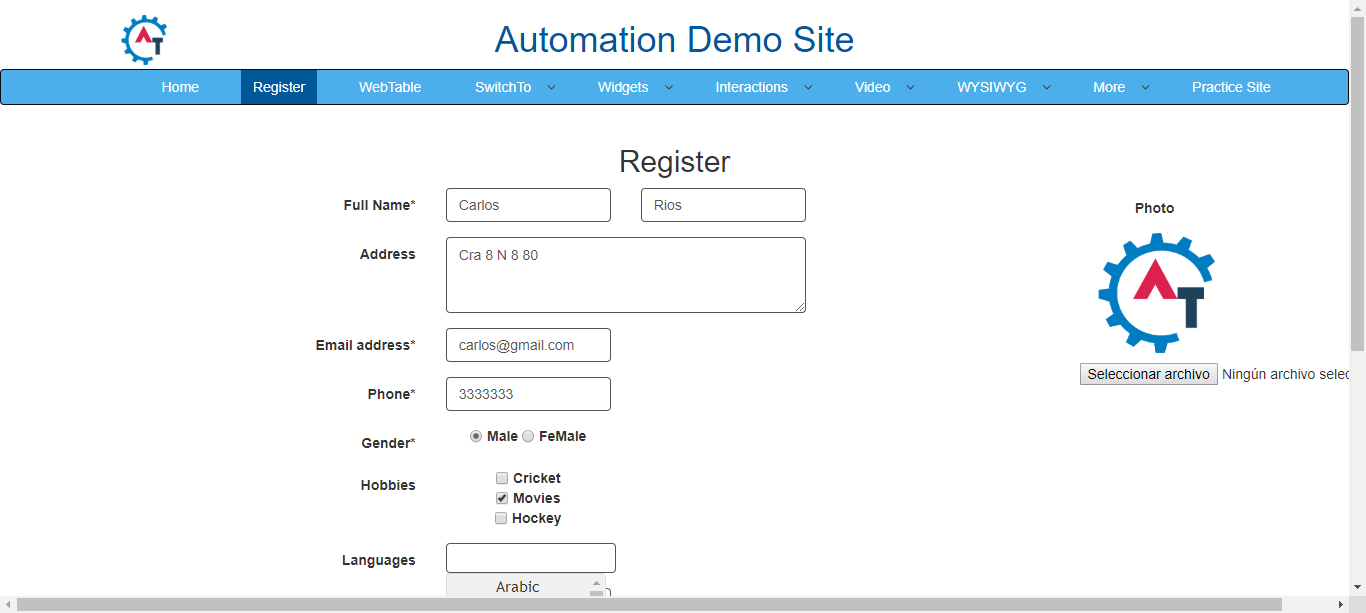 AT
Automation Demo Site
Home Register WebTable SwitchTo Widgets Interactions Video WYSIWYG More Practice Site
Register
Full Name* Carlos Rios
Photo
Address Cra 8 N 8 80
AT
Email address* carlos@gmail.com
Seleccionar archivo Ningún archivo selec
Phone* 3333333
Gender* Male FeMale
Hobbies Cricket
Movies
Hockey
Languages
Arabic